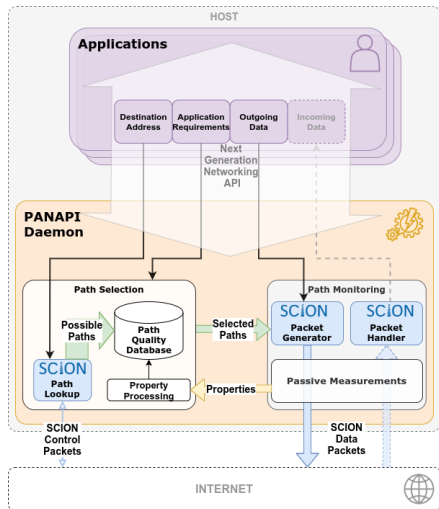 HOST
Applications
Destination
Address
Application
Requirements
Outgoing
Data
Incoming
Data
Next
Generation
Networking
API
PANAPI
Daemon
Path Selection
Path Monitoring
Possible
Paths
Path
Quality
Database
Selected
Paths
SCION
Packet
Generator
SCION
Packet
Handler
SCION
Path
Lookup
Property
Processing
Properties
Passive Measurements
SCION
Control
Packets
SCION
Data
Packets
INTERNET